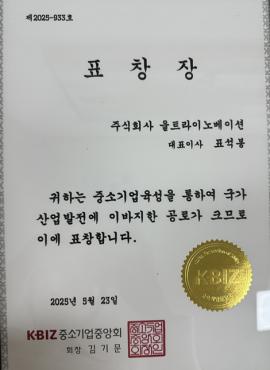 제2025-933호
표 창 장
주식회사 울트라이노베이션
대표이사 표석봉
귀하는 중소기업육성을 통하여 국가
산업발전에 이바지한 공로가 크므로
이에 표창합니다.
2025년 5월 23일
K·BIZ
K·BIZ 중소기업중앙회
회장 김기문